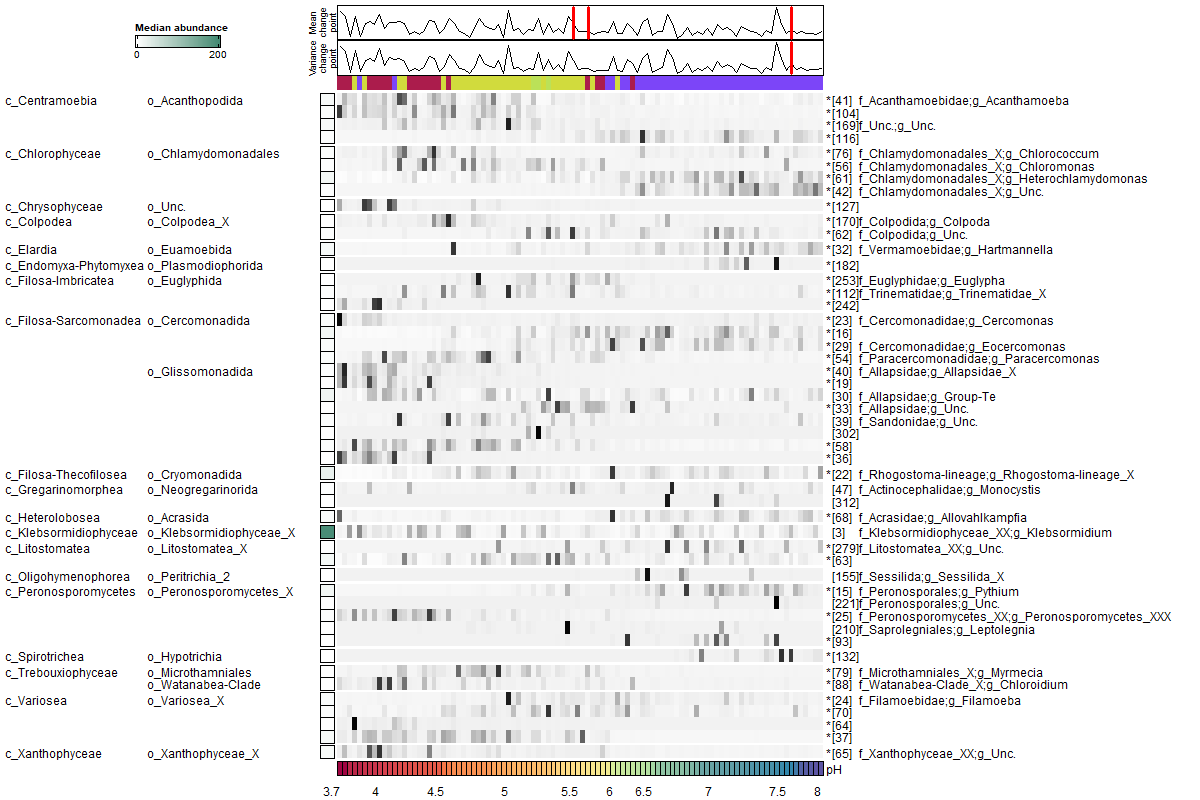 Median abundance
0 200
Mean change point
Variance change point
c_Centramoebia o_Acanthopodida *[41] f_Acanthamoebidae;g_Acanthamoeba
*[104]
*[169]f_Unc.;g_Unc.
*[116]
c_Chlorophyceae o_Chlamydomonadales *[76] f_Chlamydomonadales_X;g_Chlorococcum
*[56] f_Chlamydomonadales_X;g_Chloromonas
*[61] f_Chlamydomonadales_X;g_Heterochlamydomonas
*[42] f_Chlamydomonadales_X;g_Unc.
c_Chrysophyceae o_Unc. *[127]
c_Colpodea o_Colpodea_X *[170]f_Colpodida;g_Colpoda
*[62] f_Colpodida;g_Unc.
c_Elardia o_Euamoebida *[32] f_Vermamoebidae;g_Hartmannella
c_Endomyxa-Phytomyxea o_Plasmodiophorida *[182]
c_Filosa-Imbricatea o_Euglyphida *[253]f_Euglyphidae;g_Euglypha
*[112]f_Trinematidae;g_Trinematidae_X
*[242]
c_Filosa-Sarcomonadea o_Cercomonadida *[23] f_Cercomonadidae;g_Cercomonas
*[16]
*[29] f_Cercomonadidae;g_Eocercomonas
*[54] f_Paracercomonadidae;g_Paracercomonas
o_Glissomonadida *[40] f_Allapsidae;g_Allapsidae_X
*[19]
[30] f_Allapsidae;g_Group-Te
*[33] f_Allapsidae;g_Unc.
[39] f_Sandonidae;g_Unc.
[302]
*[58]
*[36]
c_Filosa-Thecofilosea o_Cryomonadida *[22] f_Rhogostoma-lineage;g_Rhogostoma-lineage_X
c_Gregarinomorphea o_Neogregarinorida [47] f_Actinocephalidae;g_Monocystis
[312]
c_Heterolobosea o_Acrasida *[68] f_Acrasidae;g_Allovahlkampfia
c_Klebsormidiophyceae o_Klebsormidiophyceae_X [3] f_Klebsormidiophyceae_XX;g_Klebsormidium
c_Litostomatea o_Litostomatea_X *[279]f_Litostomatea_XX;g_Unc.
*[63]
c_Oligohymenophorea o_Peritrichia_2 [155]f_Sessilida;g_Sessilida_X
c_Peronosporomycetes o_Peronosporomycetes_X *[15] f_Peronosporales;g_Pythium
[221]f_Peronosporales;g_Unc.
*[25] f_Peronosporomycetes_XX;g_Peronosporomycetes_XXX
[210]f_Saprolegniales;g_Leptolegnia
*[93]
c_Spirotrichea o_Hypotrichia *[132]
c_Trebouxiophyceae o_Microthamniales *[79] f_Microthamniales_X;g_Myrmecia
o_Watanabea-Clade *[88] f_Watanabea-Clade_X;g_Chloroidium
c_Variosea o_Variosea_X *[24] f_Filamoebidae;g_Filamoeba
*[70]
*[64]
*[37]
c_Xanthophyceae o_Xanthophyceae_X *[65] f_Xanthophyceae_XX;g_Unc.
pH
3.7 4 4.5 5 5.5 6 6.5 7 7.5 8